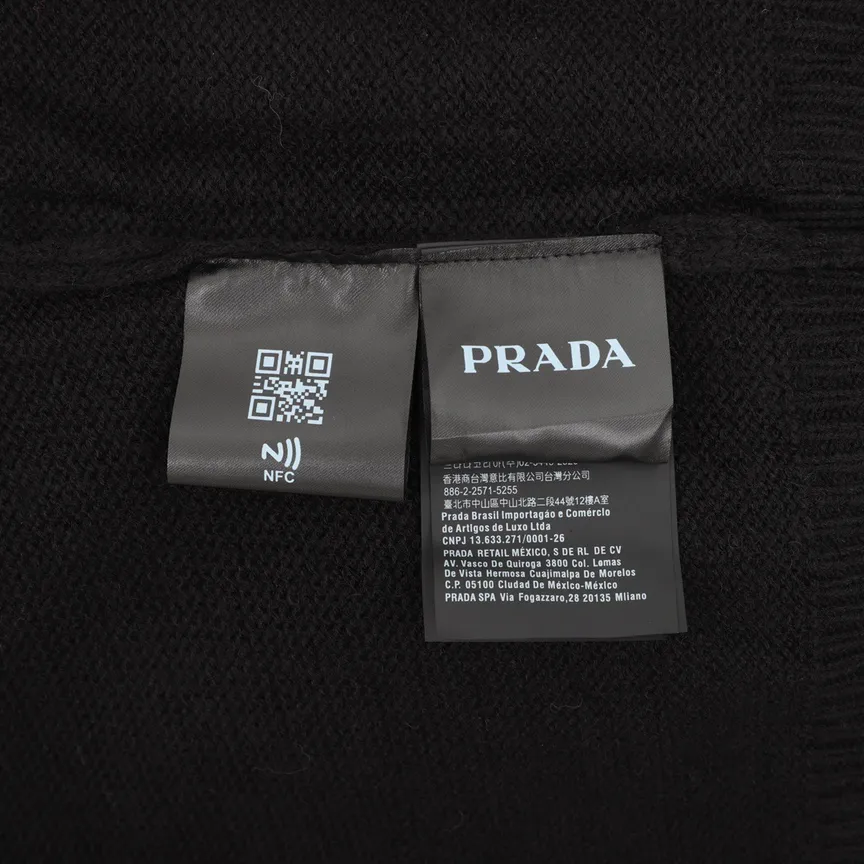 NFC
PRADA
香港商台灣意比有限公司台灣分公司
886-2-2571-5255
臺北市中山區中山北路二段44號12樓A室
Prada Brasil Importagáo e Comércio
de Artlgos de Luxo Ltda
CNPJ 13.633.271/0001-26
PRADA RETAIL MÉXICO, S DE RL DE CV
AV. Vasco De Quiroga 3800 Col. Lomas
De Vista Hermosa Cuajimalpa De Morelos
C.P. 05100 Ciudad De México-México
PRADA SPA Via Fogazzaro,28 20135 Mliano